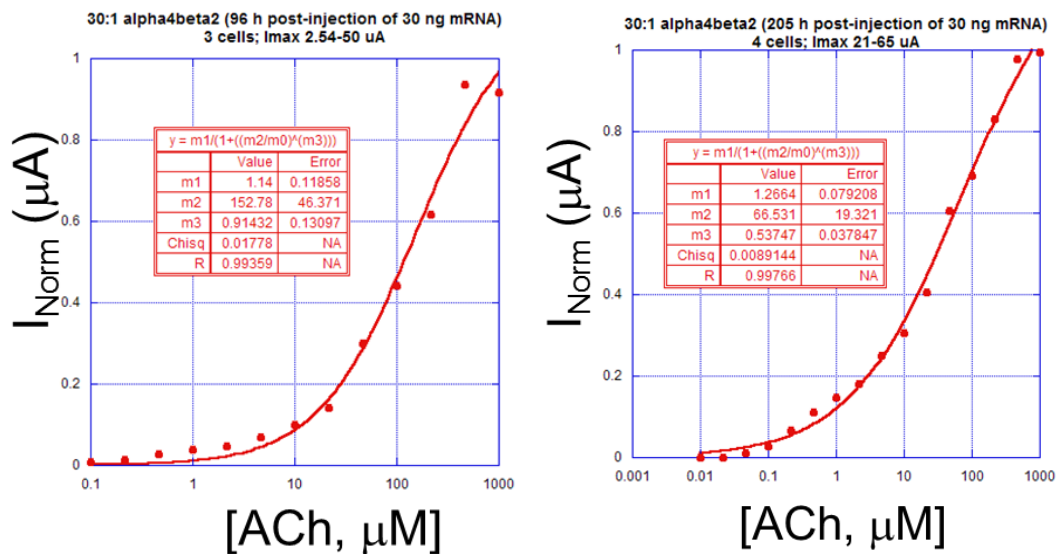 30:1 alpha4beta2 (96 h post-injection of 30 ng mRNA)
3 cells; Imax 2.54-50 uA
1
0.8
0.6
0.4
0.2
0
I_Norm (μA)
y = m1/(1+((m2/m0)^(m3)))
Value Error
m1 1.14 0.11858
m2 152.78 46.371
m3 0.91432 0.13097
Chisq 0.01778 NA
R 0.99359 NA
0.1 1 10 100 1000
[ACh, μM]
30:1 alpha4beta2 (205 h post-injection of 30 ng mRNA)
4 cells; Imax 21-65 uA
1
0.8
0.6
0.4
0.2
0
I_Norm (μA)
y = m1/(1+((m2/m0)^(m3)))
Value Error
m1 1.2664 0.079208
m2 66.531 19.321
m3 0.53747 0.037847
Chisq 0.0089144 NA
R 0.99766 NA
0.001 0.01 0.1 1 10 100 1000
[ACh, μM]